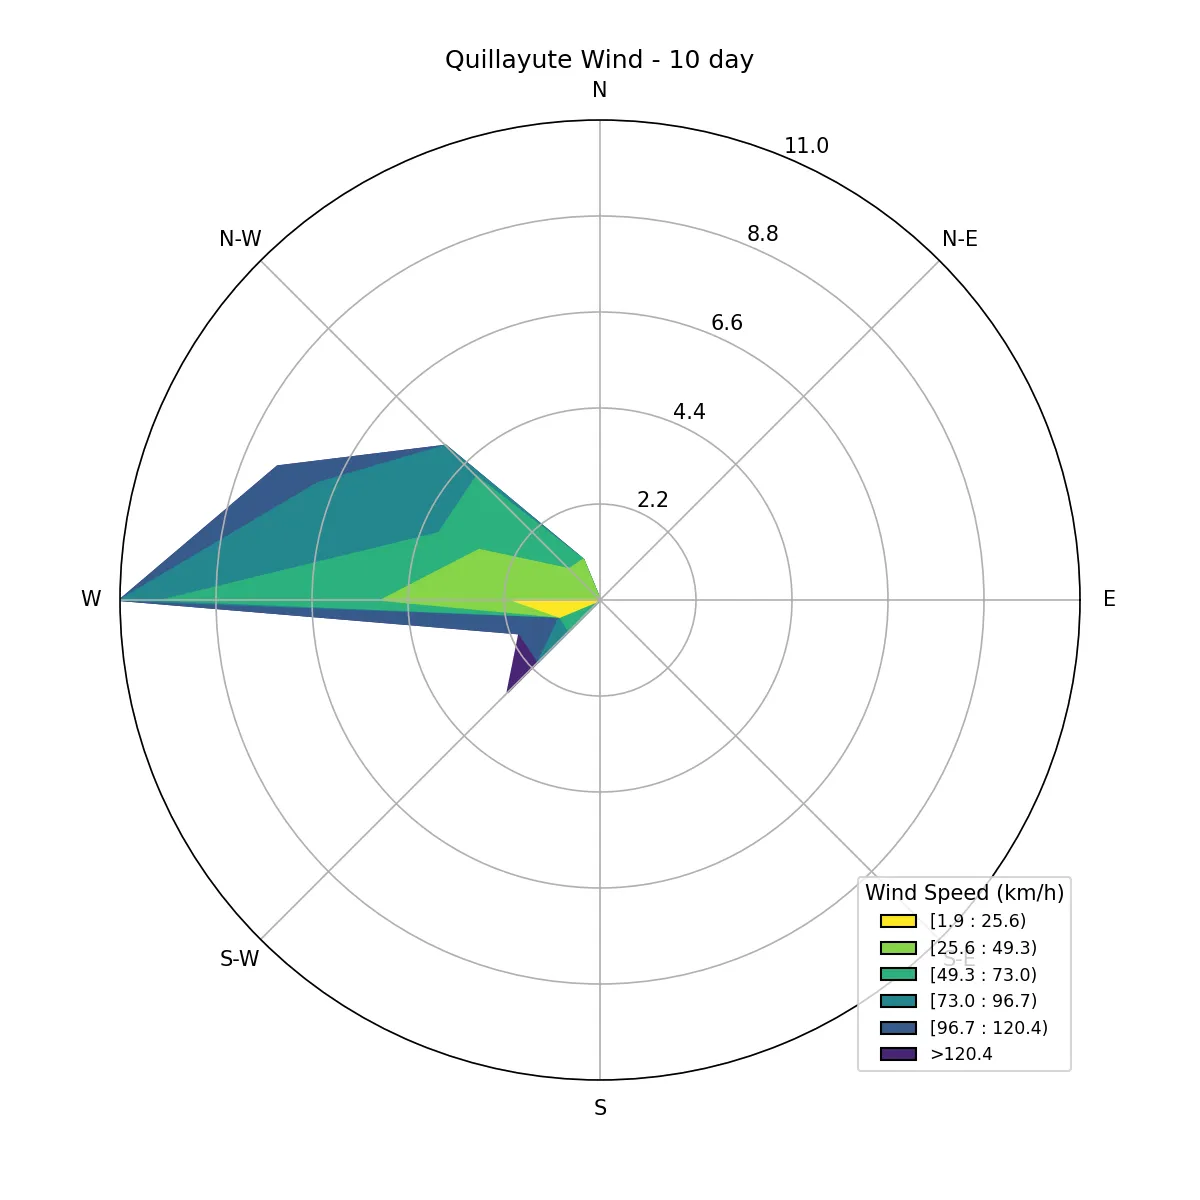 Quillayute Wind - 10 day
N
11.0
N-W
8.8
N-E
6.6
4.4
2.2
W
E
S-W
S-E
S
Wind Speed (km/h)
[1.9 : 25.6)
[25.6 : 49.3)
[49.3 : 73.0)
[73.0 : 96.7)
[96.7 : 120.4)
>120.4